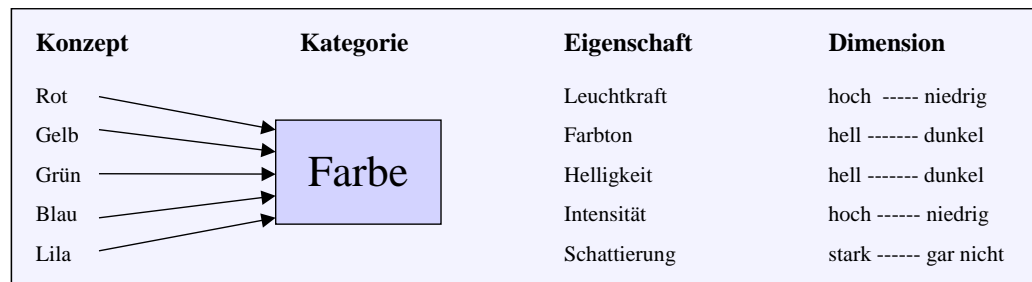 Konzept Kategorie Eigenschaft Dimension
Rot Leuchtkraft hoch ----- niedrig
Gelb Farbton hell ------- dunkel
Grün Farbe Helligkeit hell ------- dunkel
Blau Intensität hoch ------ niedrig
Lila Schattierung stark ------ gar nicht